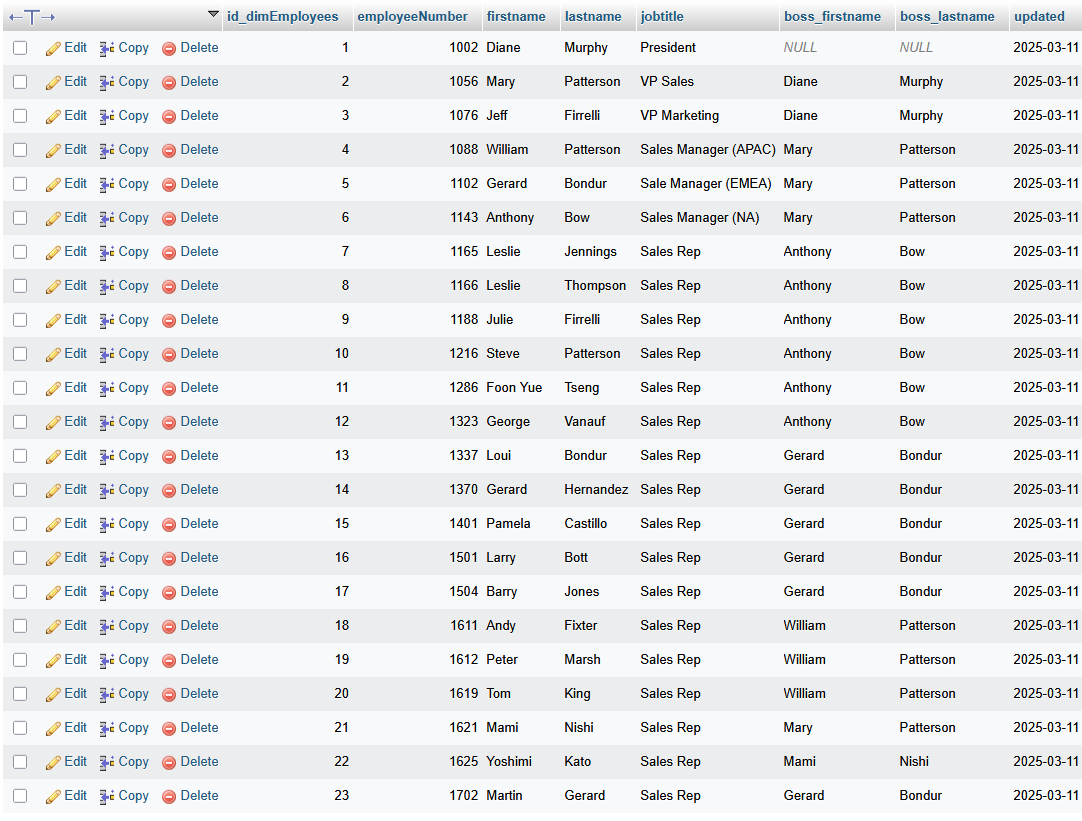 id_dimEmployees employeeNumber firstname lastname jobtitle boss_firstname boss_lastname updated
Edit Copy Delete 1 1002 Diane Murphy President NULL NULL 2025-03-11
Edit Copy Delete 2 1056 Mary Patterson VP Sales Diane Murphy 2025-03-11
Edit Copy Delete 3 1076 Jeff Firrelli VP Marketing Diane Murphy 2025-03-11
Edit Copy Delete 4 1088 William Patterson Sales Manager (APAC) Mary Patterson 2025-03-11
Edit Copy Delete 5 1102 Gerard Bondur Sale Manager (EMEA) Mary Patterson 2025-03-11
Edit Copy Delete 6 1143 Anthony Bow Sales Manager (NA) Mary Patterson 2025-03-11
Edit Copy Delete 7 1165 Leslie Jennings Sales Rep Anthony Bow 2025-03-11
Edit Copy Delete 8 1166 Leslie Thompson Sales Rep Anthony Bow 2025-03-11
Edit Copy Delete 9 1188 Julie Firrelli Sales Rep Anthony Bow 2025-03-11
Edit Copy Delete 10 1216 Steve Patterson Sales Rep Anthony Bow 2025-03-11
Edit Copy Delete 11 1286 Foon Yue Tseng Sales Rep Anthony Bow 2025-03-11
Edit Copy Delete 12 1323 George Vanauf Sales Rep Anthony Bow 2025-03-11
Edit Copy Delete 13 1337 Loui Bondur Sales Rep Gerard Bondur 2025-03-11
Edit Copy Delete 14 1370 Gerard Hernandez Sales Rep Gerard Bondur 2025-03-11
Edit Copy Delete 15 1401 Pamela Castillo Sales Rep Gerard Bondur 2025-03-11
Edit Copy Delete 16 1501 Larry Bott Sales Rep Gerard Bondur 2025-03-11
Edit Copy Delete 17 1504 Barry Jones Sales Rep Gerard Bondur 2025-03-11
Edit Copy Delete 18 1611 Andy Fixter Sales Rep William Patterson 2025-03-11
Edit Copy Delete 19 1612 Peter Marsh Sales Rep William Patterson 2025-03-11
Edit Copy Delete 20 1619 Tom King Sales Rep William Patterson 2025-03-11
Edit Copy Delete 21 1621 Mami Nishi Sales Rep Mary Patterson 2025-03-11
Edit Copy Delete 22 1625 Yoshimi Kato Sales Rep Mami Nishi 2025-03-11
Edit Copy Delete 23 1702 Martin Gerard Sales Rep Gerard Bondur 2025-03-11